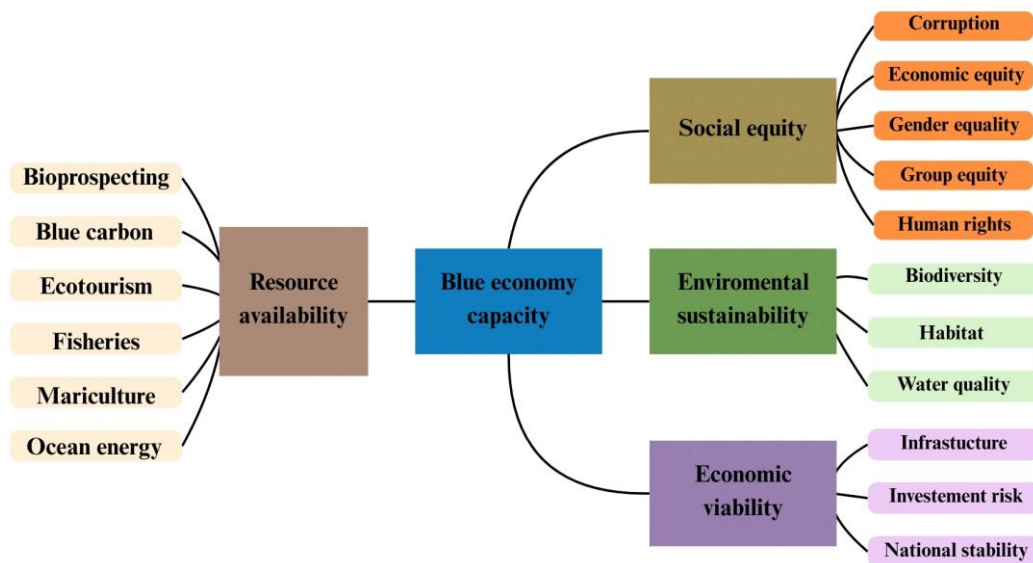 Bioprospecting
Blue carbon
Ecotourism
Fisheries
Mariculture
Ocean energy
Resource
availability
Blue economy
capacity
Social equity
Corruption
Economic equity
Gender equality
Group equity
Human rights
Enviromental
sustainability
Biodiversity
Habitat
Water quality
Economic
viability
Infrastucture
Investement risk
National stability